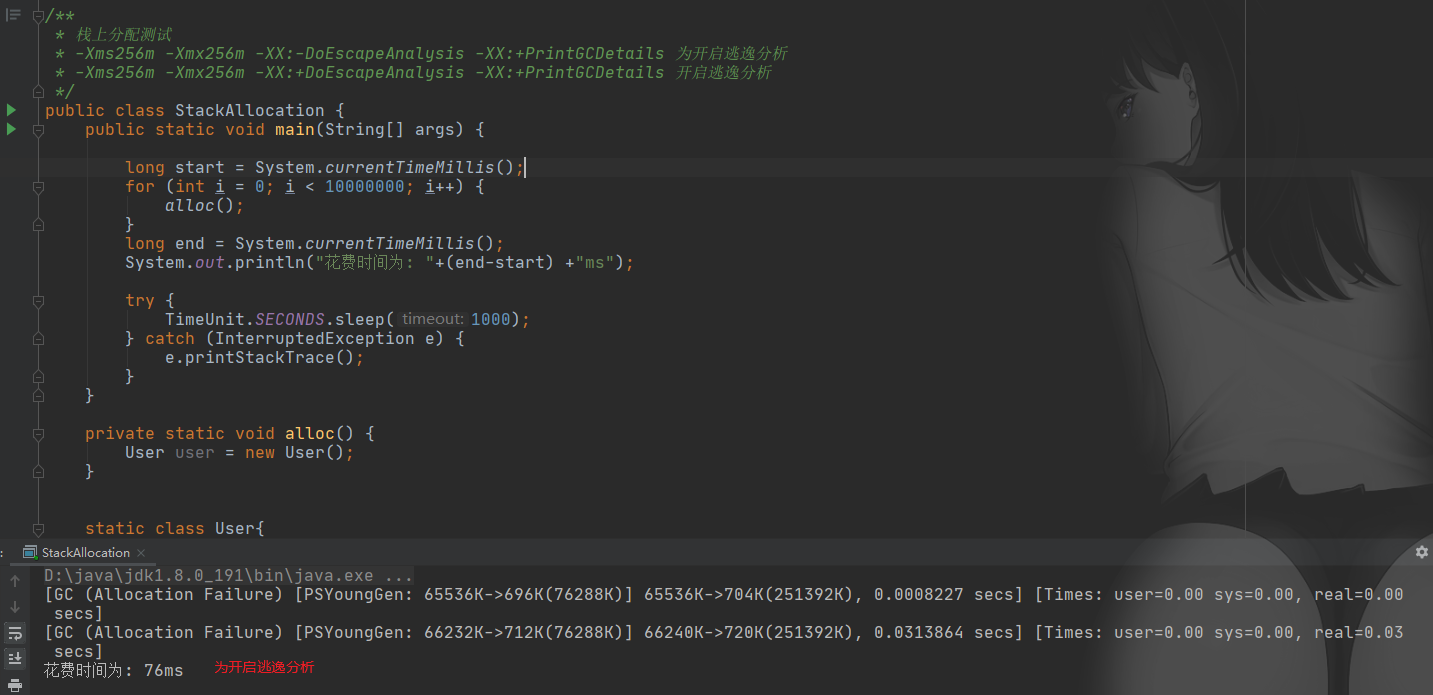 /**
 * 栈上分配测试
 * -Xms256m -Xmx256m -XX:-DoEscapeAnalysis -XX:+PrintGCDetails 为开启逃逸分析
 * -Xms256m -Xmx256m -XX:+DoEscapeAnalysis -XX:+PrintGCDetails 开启逃逸分析
 */
public class StackAllocation {
    public static void main(String[] args) {
        long start = System.currentTimeMillis();
        for (int i = 0; i < 10000000; i++) {
            alloc();
        }
        long end = System.currentTimeMillis();
        System.out.println("花费时间为: "+(end-start) +"ms");
        try {
            TimeUnit.SECONDS.sleep( timeout: 1000);
        } catch (InterruptedException e) {
            e.printStackTrace();
        }
    }
    private static void alloc() {
        User user = new User();
    }
    static class User{
: StackAllocation ×
D:\java\jdk1.8.0_191\bin\java.exe ...
[GC (Allocation Failure) [PSYoungGen: 65536K->696K(76288K)] 65536K->704K(251392K), 0.0008227 secs] [Times: user=0.00 sys=0.00, real=0.00
 secs]
[GC (Allocation Failure) [PSYoungGen: 66232K->712K(76288K)] 66240K->720K(251392K), 0.0313864 secs] [Times: user=0.00 sys=0.00, real=0.03
 secs]
花费时间为: 76ms 为开启逃逸分析